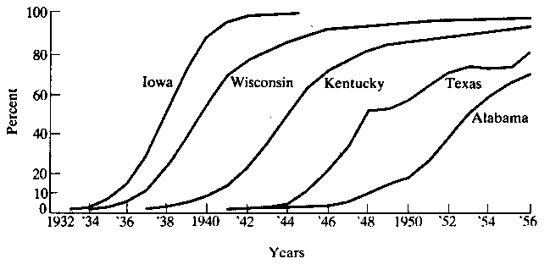 100
80
60
40
20
10
0
Percent
Iowa
Wisconsin
Kentucky
Texas
Alabama
1932 '34 '36 '38 1940 '42 '44 '46 '48 1950 '52 '54 '56
Years